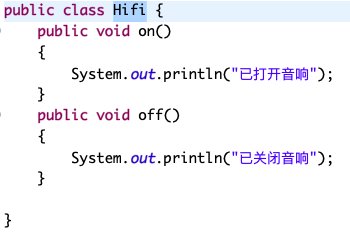 public class Hifi {
    public void on()
    {
        System.out.println("已打开音响");
    }
    public void off()
    {
        System.out.println("已关闭音响");
    }

}